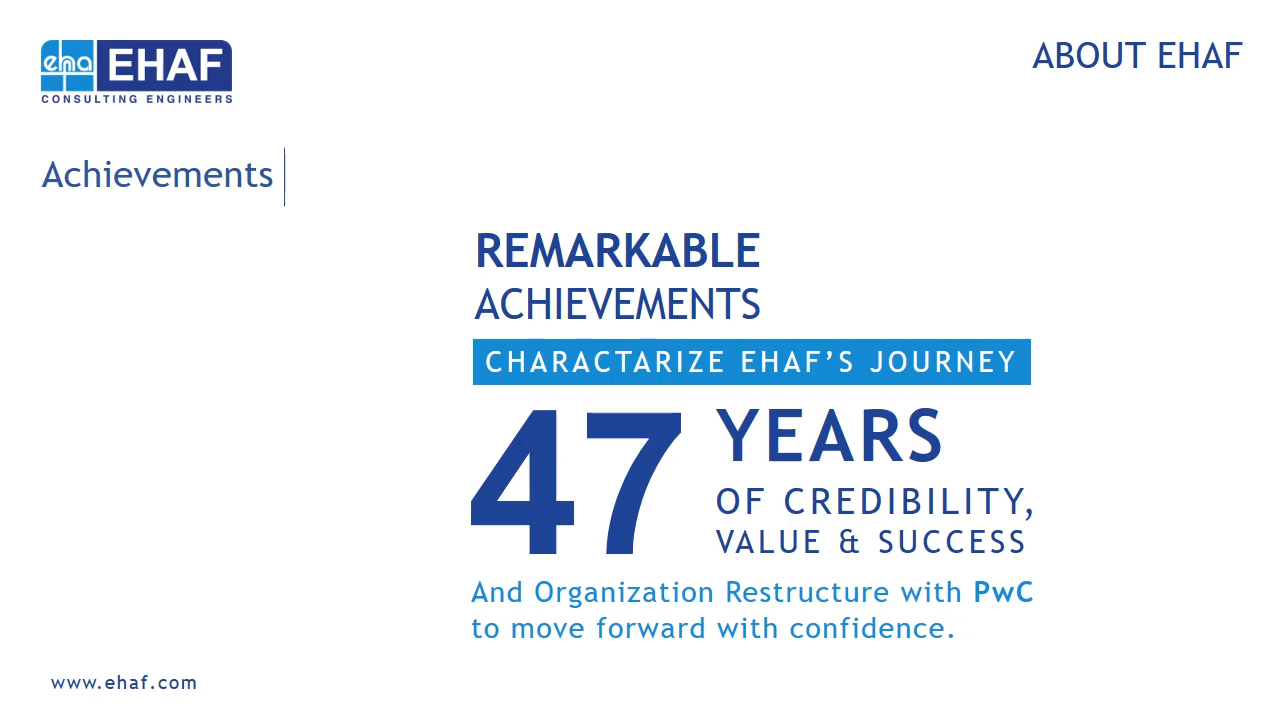 ema EHAF
CONSULTING ENGINEERS
ABOUT EHAF
Achievements
REMARKABLE
ACHIEVEMENTS
CHARACTARIZE EHAF’S JOURNEY
47 YEARS
OF CREDIBILITY,
VALUE & SUCCESS
And Organization Restructure with PwC
to move forward with confidence.
www.ehaf.com